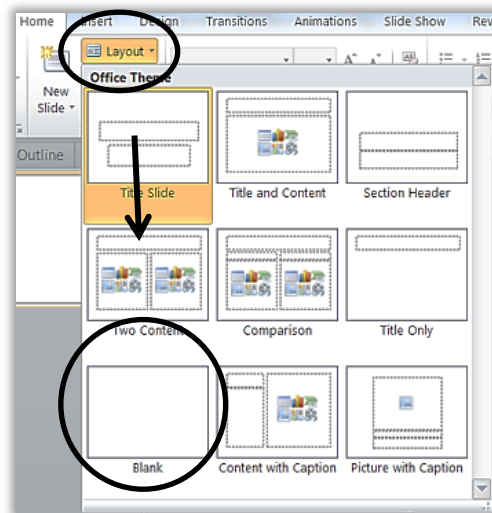 Home Insert Design Transitions Animations Slide Show Rev
Layout
New
Slide
Office Theme
Outline
Title Slide Title and Content Section Header
Two Content Comparison Title Only
Blank Content with Caption Picture with Caption